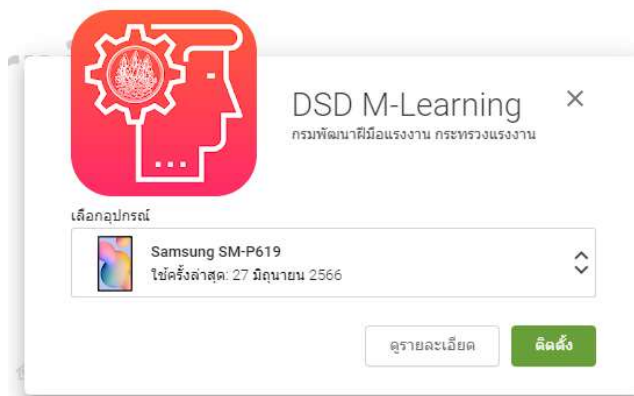 DSD M-Learning
กรมพัฒนาฝีมือแรงงาน กระทรวงแรงงาน
เลือกอุปกรณ์
Samsung SM-P619
ใช้ครั้งล่าสุด: 27 มิถุนายน 2566
ดูรายละเอียด
ติดตั้ง